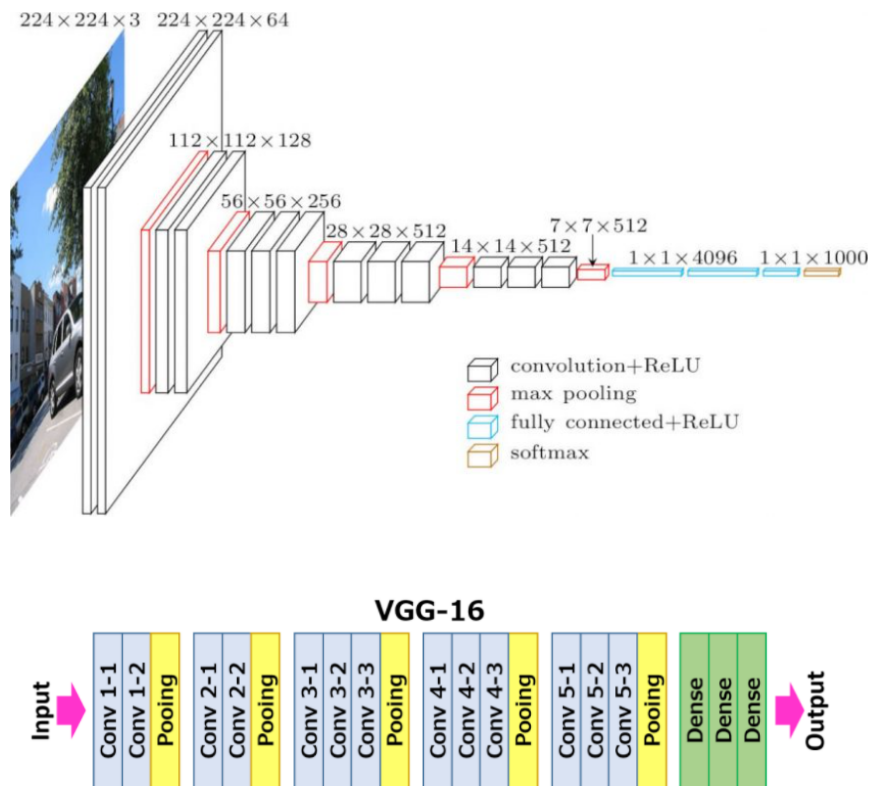 224×224×3 224×224×64
112×112×128
56×56×256
28×28×512
14×14×512
7×7×512
1×1×4096 1×1×1000
convolution+ReLU
max pooling
fully connected+ReLU
softmax
VGG-16
Input
Conv 1-1
Conv 1-2
Pooing
Conv 2-1
Conv 2-2
Pooing
Conv 3-1
Conv 3-2
Conv 3-3
Pooing
Conv 4-1
Conv 4-2
Conv 4-3
Pooing
Conv 5-1
Conv 5-2
Conv 5-3
Pooing
Dense
Dense
Dense
Output